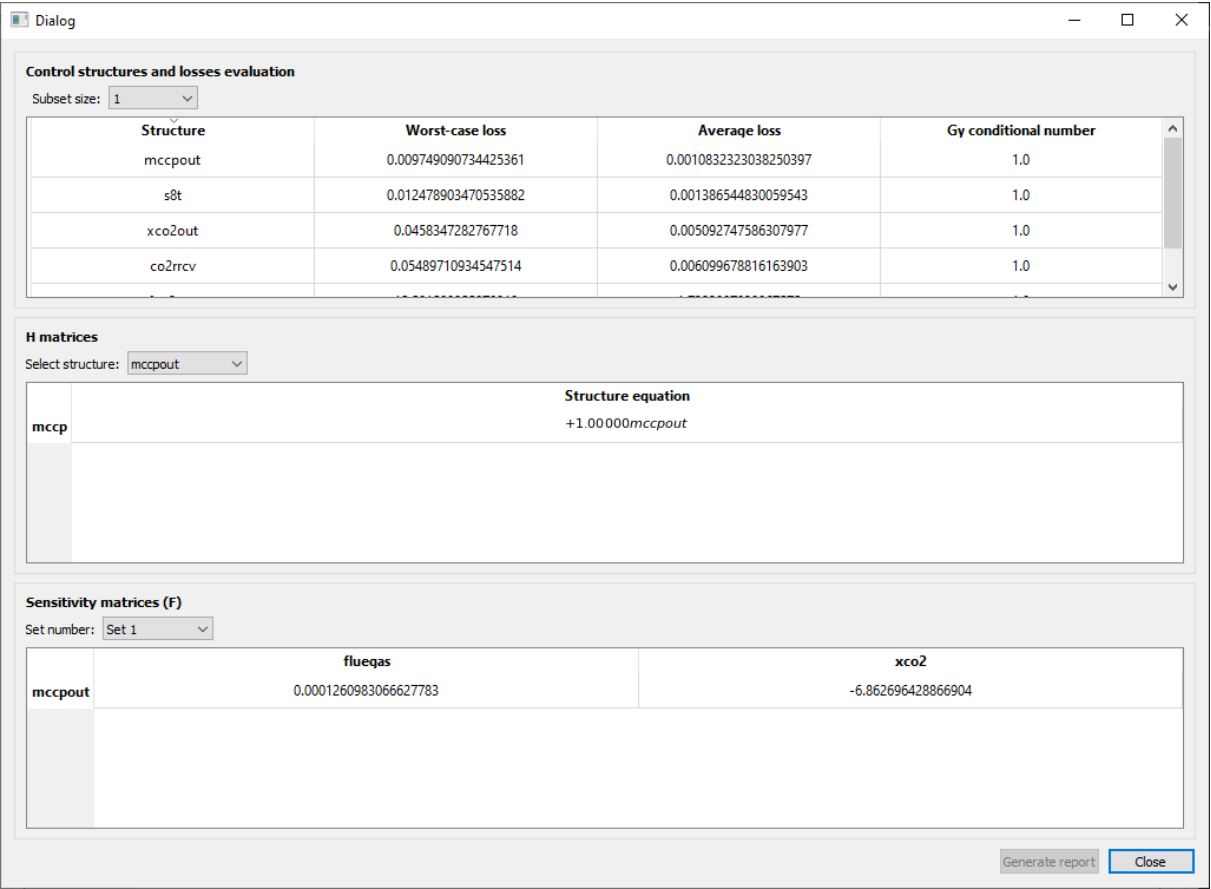 Dialog
Control structures and losses evaluation
Subset size: 1
Structure Worst-case loss Average loss Gy conditional number
mccpout 0.009749090734425361 0.0010832323038250397 1.0
s8t 0.012478903470535882 0.001386544830059543 1.0
xco2out 0.0458347282767718 0.005092747586307977 1.0
co2rrcv 0.05489710934547514 0.006099678816163903 1.0
H matrices
Select structure: mccpout
Structure equation
mccp +1.00000mccpout
Sensitivity matrices (F)
Set number: Set 1
fluegas xco2
mccpout 0.0001260983066627783 -6.862696428866904
Generate report Close